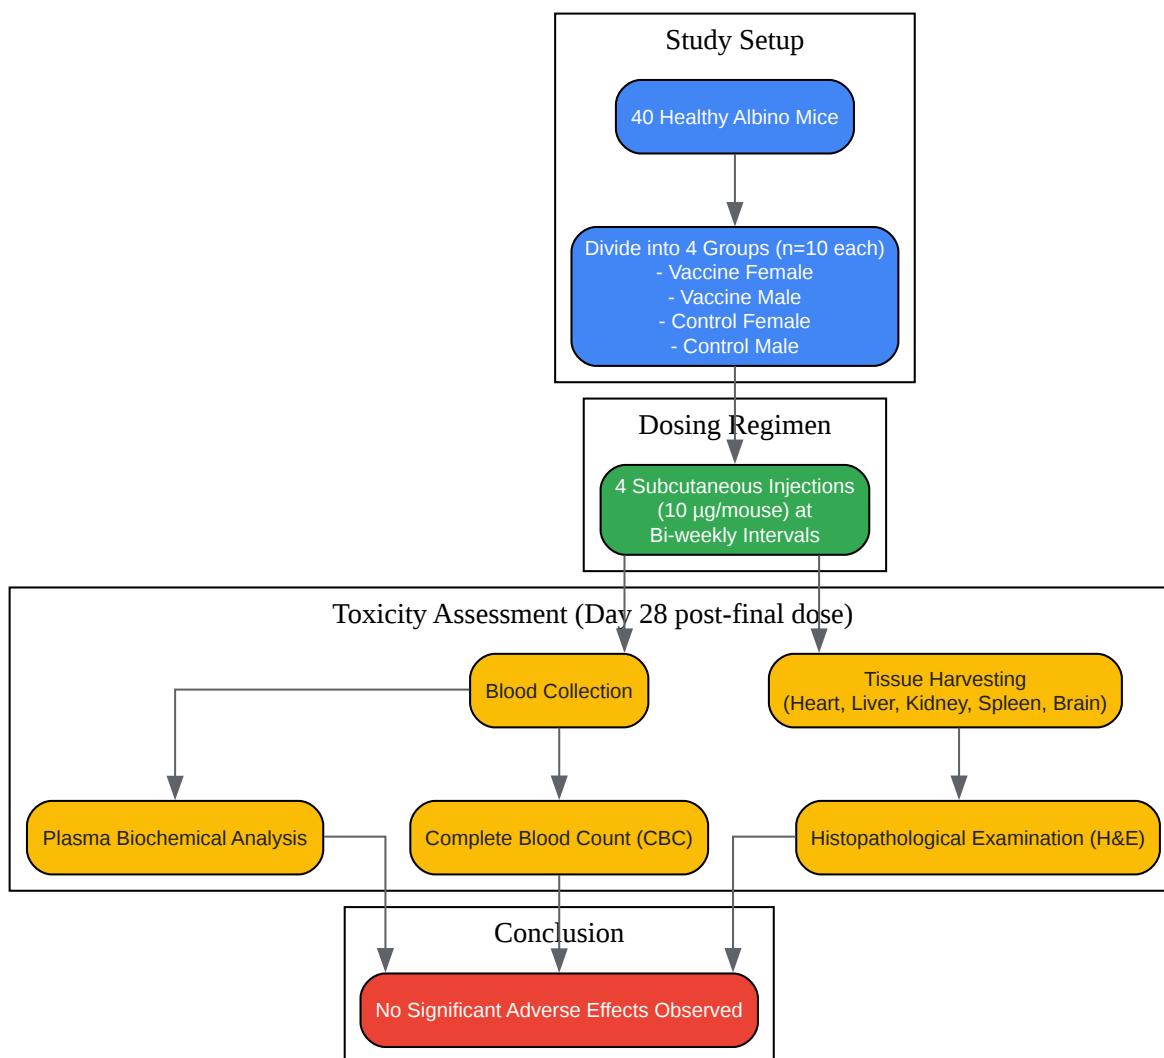 Study Setup
40 Healthy Albino Mice
Divide into 4 Groups (n=10 each)
- Vaccine Female
- Vaccine Male
- Control Female
- Control Male
Dosing Regimen
4 Subcutaneous Injections
(10 µg/mouse) at
Bi-weekly Intervals
Toxicity Assessment (Day 28 post-final dose)
Blood Collection
Tissue Harvesting
(Heart, Liver, Kidney, Spleen, Brain)
Plasma Biochemical Analysis
Complete Blood Count (CBC)
Histopathological Examination (H&E)
Conclusion
No Significant Adverse Effects Observed